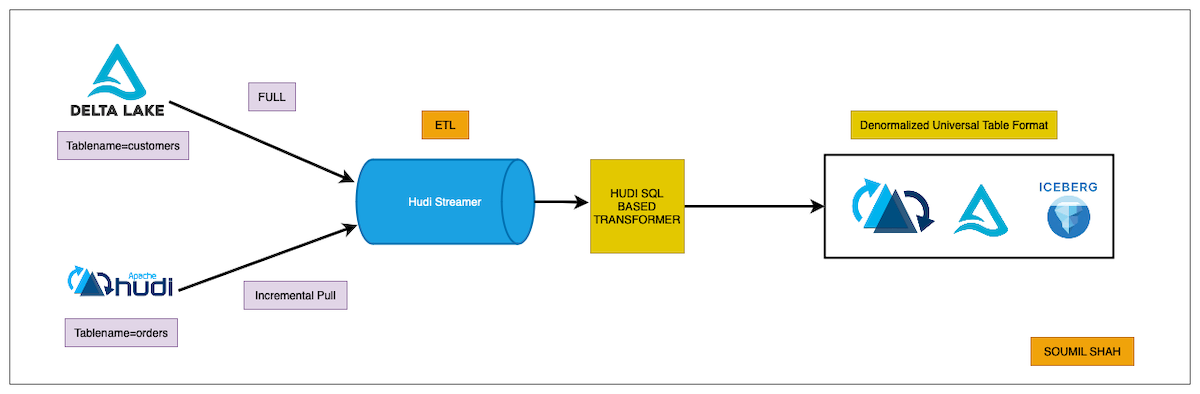 DELTA LAKE
Tablename=customers
FULL
ETL
Hudi Streamer
Apache
hudi
Tablename=orders
Incremental Pull
HUDI SQL
BASED
TRANSFORMER
Denormalized Universal Table Format
ICEBERG
SOUMIL SHAH